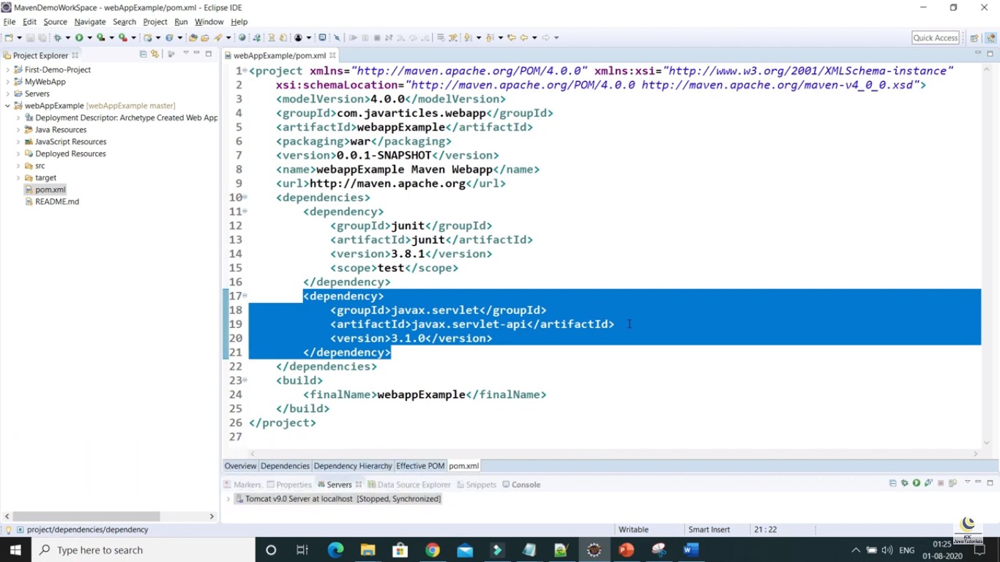 MavenDemoWorkSpace - webAppExample/pom.xml - Eclipse IDE
File Edit Source Navigate Search Project Run Window Help
Quick Access
Project Explorer
First-Demo-Project
MyWebApp
Servers
webAppExample [webAppExample master]
Deployment Descriptor: Archetype Created Web App
Java Resources
JavaScript Resources
Deployed Resources
src
target
pom.xml
README.md
webAppExample/pom.xml
1 <project xmlns="http://maven.apache.org/POM/4.0.0" xmlns:xsi="http://www.w3.org/2001/XMLSchema-instance"
2 xsi:schemaLocation="http://maven.apache.org/POM/4.0.0 http://maven.apache.org/maven-v4_0_0.xsd">
3 <modelVersion>4.0.0</modelVersion>
4 <groupId>com.javarticles.webapp</groupId>
5 <artifactId>webappExample</artifactId>
6 <packaging>war</packaging>
7 <version>0.0.1-SNAPSHOT</version>
8 <name>webappExample Maven Webapp</name>
9 <url>http://maven.apache.org</url>
10 <dependencies>
11 <dependency>
12 <groupId>junit</groupId>
13 <artifactId>junit</artifactId>
14 <version>3.8.1</version>
15 <scope>test</scope>
16 </dependency>
17 <dependency>
18 <groupId>javax.servlet</groupId>
19 <artifactId>javax.servlet-api</artifactId>
20 <version>3.1.0</version>
21 </dependency>
22 </dependencies>
23 <build>
24 <finalName>webappExample</finalName>
25 </build>
26 </project>
27
Overview Dependencies Dependency Hierarchy Effective POM pom.xml
Markers Properties Servers Data Source Explorer Snippets Console
Tomcat v9.0 Server at localhost [Stopped, Synchronized]
project/dependencies/dependency Writable Smart Insert 21 : 22
KK
JavaTutorials
Type here to search
ENG
01:25
01-08-2020